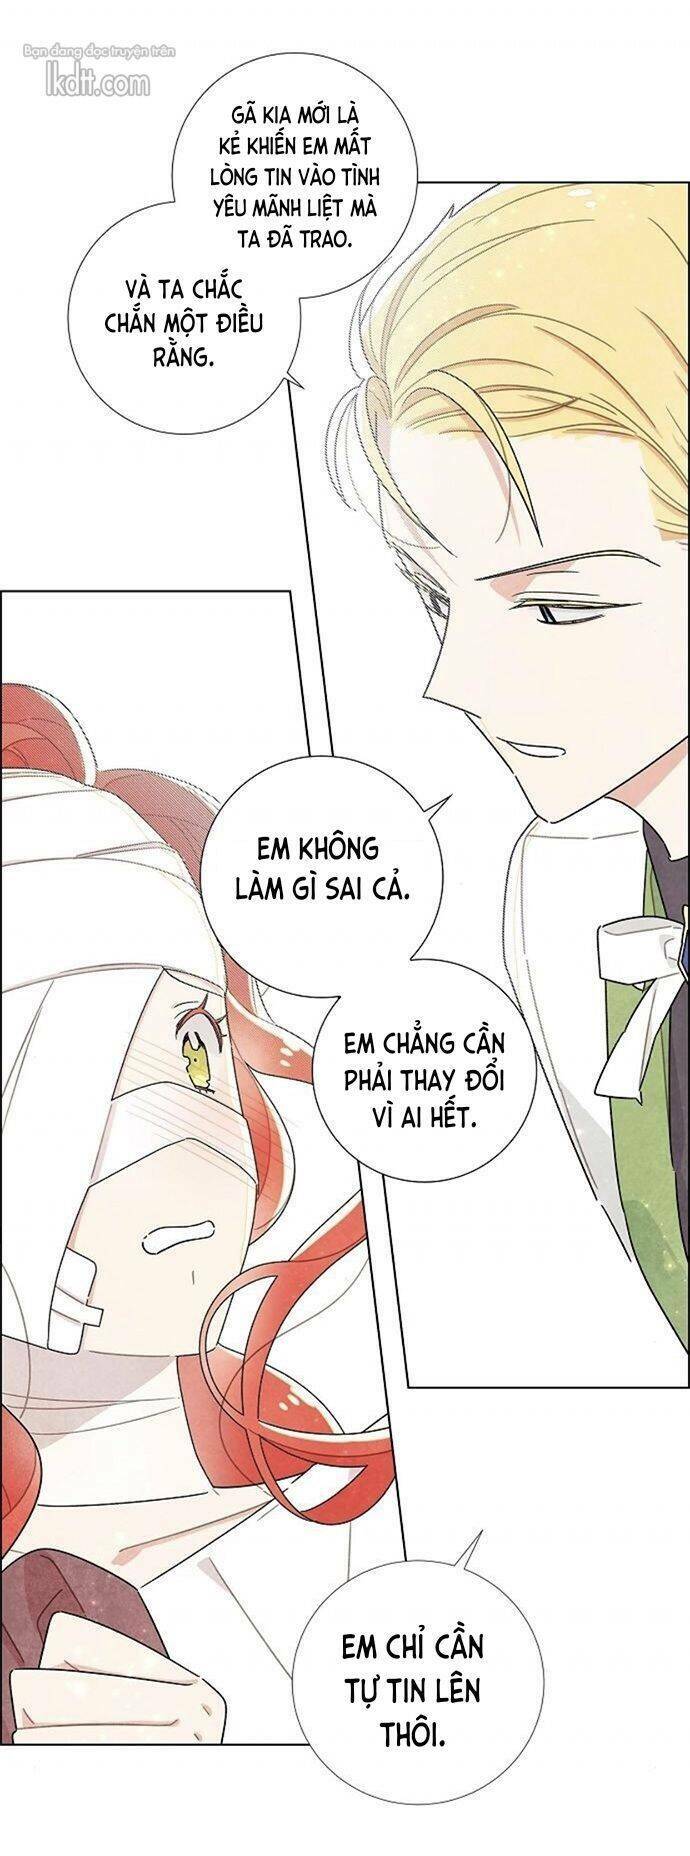 Bạn đang đọc truyện trên
lkdtt.com
GÃ KIA MỚI LÀ
KẺ KHIẾN EM MẤT
LÒNG TIN VÀO TÌNH
YÊU MÃNH LIỆT MÀ
TA ĐÃ TRAO.
VÀ TA CHẮC
CHẮN MỘT ĐIỀU
RẰNG.
EM KHÔNG
LÀM GÌ SAI CẢ.
EM CHẲNG CẦN
PHẢI THAY ĐỔI
VÌ AI HẾT.
EM CHỈ CẦN
TỰ TIN LÊN
THÔI.